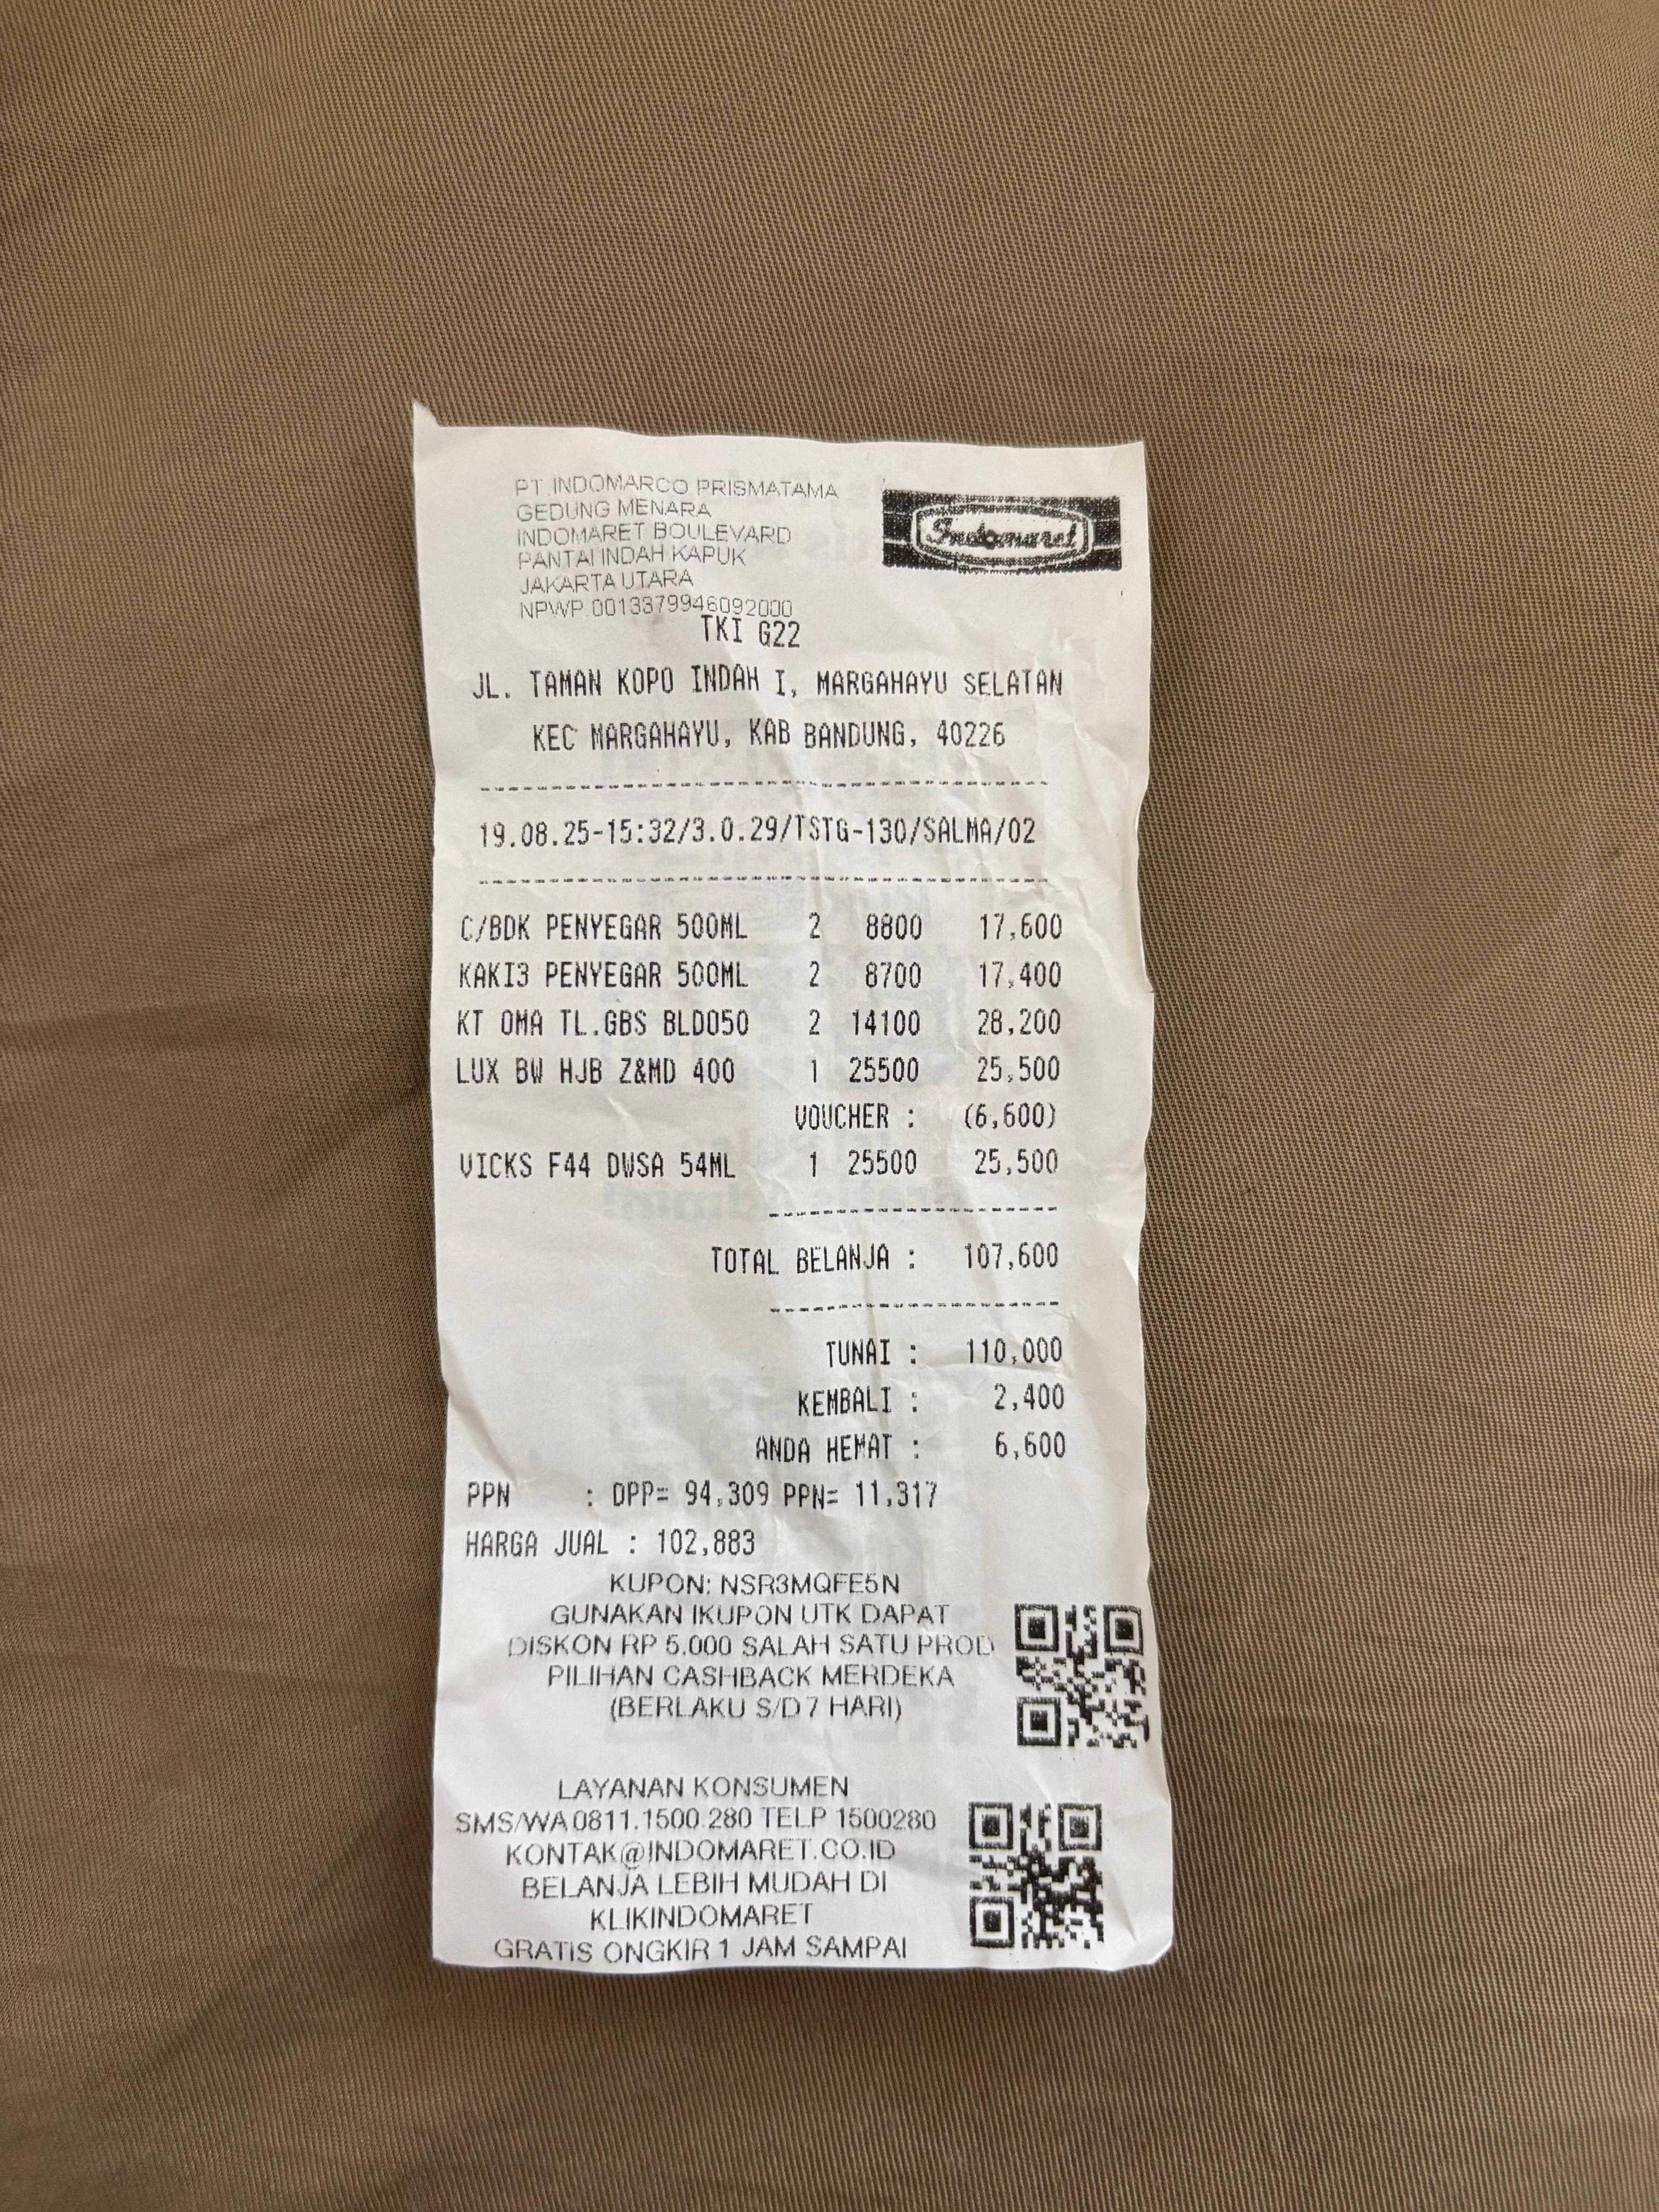 PT.INDOMARCO PRISMATAMA
GEDUNG MENARA
INDOMARET BOULEVARD
PANTAI INDAH KAPUK
JAKARTA UTARA
NPWP.0013379946092000
Indomaret
TKI G22
JL. TAMAN KOPO INDAH I, MARGAHAYU SELATAN
KEC MARGAHAYU, KAB BANDUNG, 40226
19.08.25-15:32/3.0.29/TSTG-130/SALMA/02
C/BDK PENYEGAR 500ML 2 8800 17,600
KAKI3 PENYEGAR 500ML 2 8700 17,400
KT OMA TL.GBS BLD050 2 14100 28,200
LUX BW HJB Z&MD 400 1 25500 25,500
VOUCHER : (6,600)
VICKS F44 DWSA 54ML 1 25500 25,500
TOTAL BELANJA : 107,600
TUNAI : 110,000
KEMBALI : 2,400
ANDA HEMAT : 6,600
PPN : DPP= 94,309 PPN= 11,317
HARGA JUAL : 102,883
KUPON: NSR3MQFE5N
GUNAKAN IKUPON UTK DAPAT
DISKON RP 5.000 SALAH SATU PROD
PILIHAN CASHBACK MERDEKA
(BERLAKU S/D 7 HARI)
LAYANAN KONSUMEN
SMS/WA 0811.1500.280 TELP 1500280
KONTAK@INDOMARET.CO.ID
BELANJA LEBIH MUDAH DI
KLIKINDOMARET
GRATIS ONGKIR 1 JAM SAMPAI